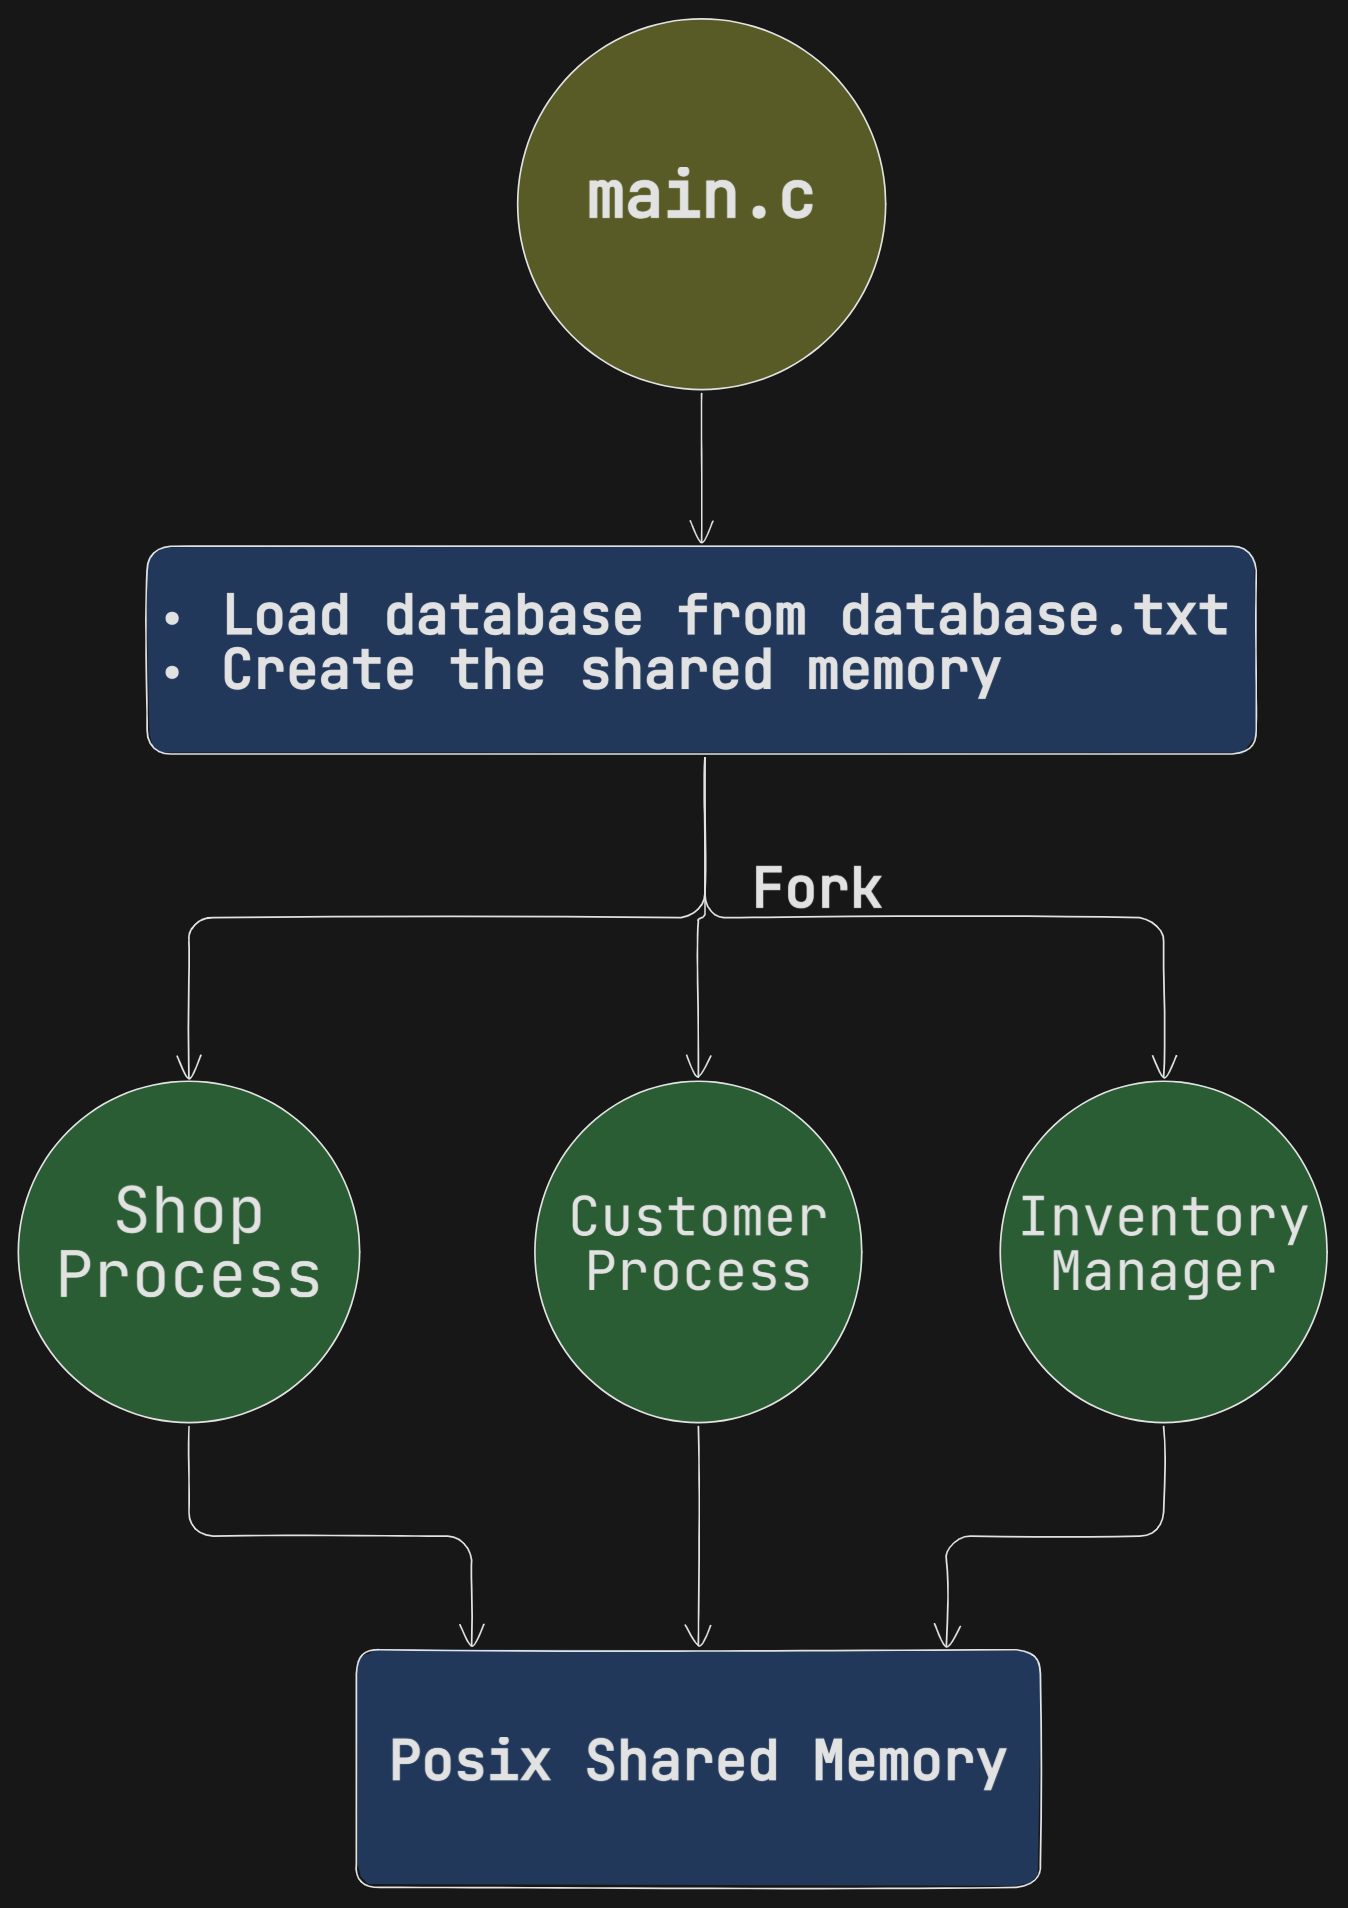 main.c
• Load database from database.txt
• Create the shared memory
Fork
Shop
Process
Customer
Process
Inventory
Manager
Posix Shared Memory